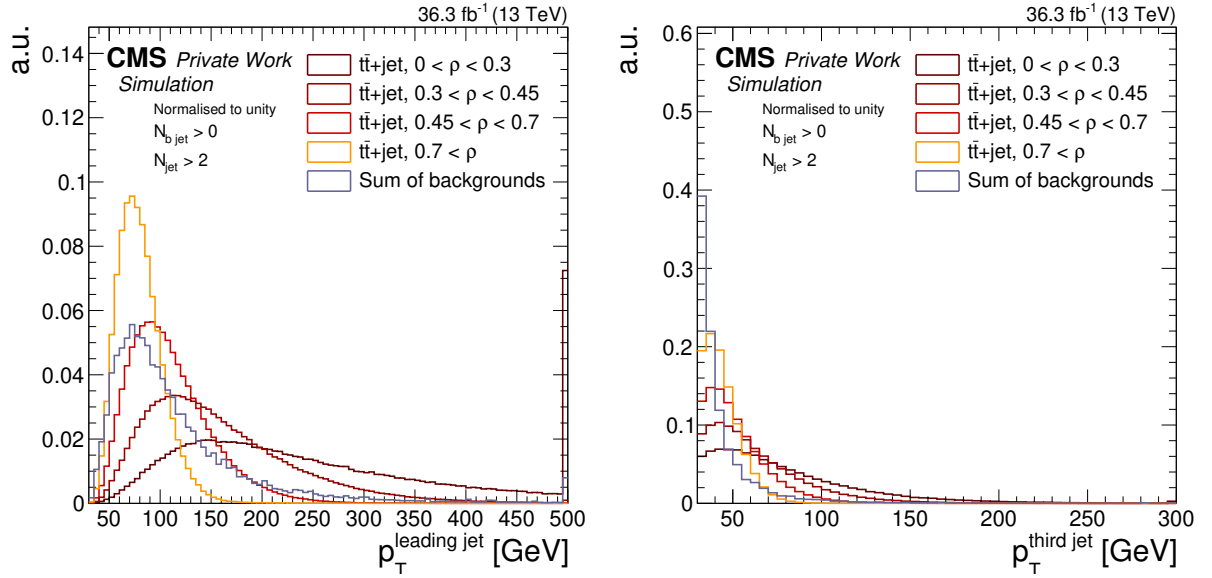 36.3 fb⁻¹ (13 TeV)
a.u.
CMS Private Work
Simulation
Normalised to unity
N_b jet > 0
N_jet > 2
tt̄+jet, 0 < ρ < 0.3
tt̄+jet, 0.3 < ρ < 0.45
tt̄+jet, 0.45 < ρ < 0.7
tt̄+jet, 0.7 < ρ
Sum of backgrounds
0.14
0.12
0.1
0.08
0.06
0.04
0.02
0
50 100 150 200 250 300 350 400 450 500
p_T^leading jet [GeV]
36.3 fb⁻¹ (13 TeV)
a.u.
CMS Private Work
Simulation
Normalised to unity
N_b jet > 0
N_jet > 2
tt̄+jet, 0 < ρ < 0.3
tt̄+jet, 0.3 < ρ < 0.45
tt̄+jet, 0.45 < ρ < 0.7
tt̄+jet, 0.7 < ρ
Sum of backgrounds
0.6
0.5
0.4
0.3
0.2
0.1
0
50 100 150 200 250 300
p_T^third jet [GeV]